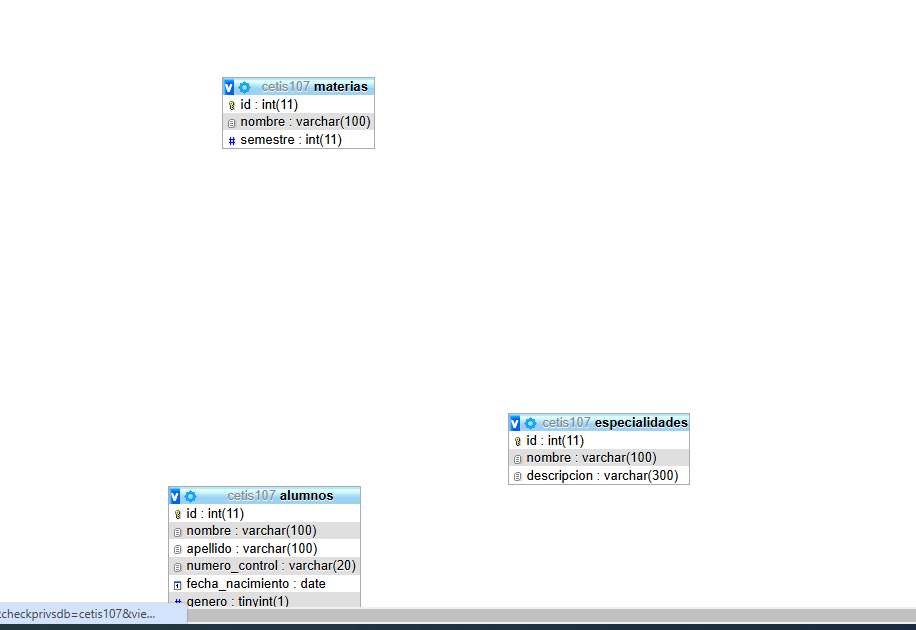 cetis107 materias
id : int(11)
nombre : varchar(100)
semestre : int(11)
cetis107 especialidades
id : int(11)
nombre : varchar(100)
descripcion : varchar(300)
cetis107 alumnos
id : int(11)
nombre : varchar(100)
apellido : varchar(100)
numero_control : varchar(20)
fecha_nacimiento : date
genero : tinyint(1)
checkprivsdb=cetis107&vie...